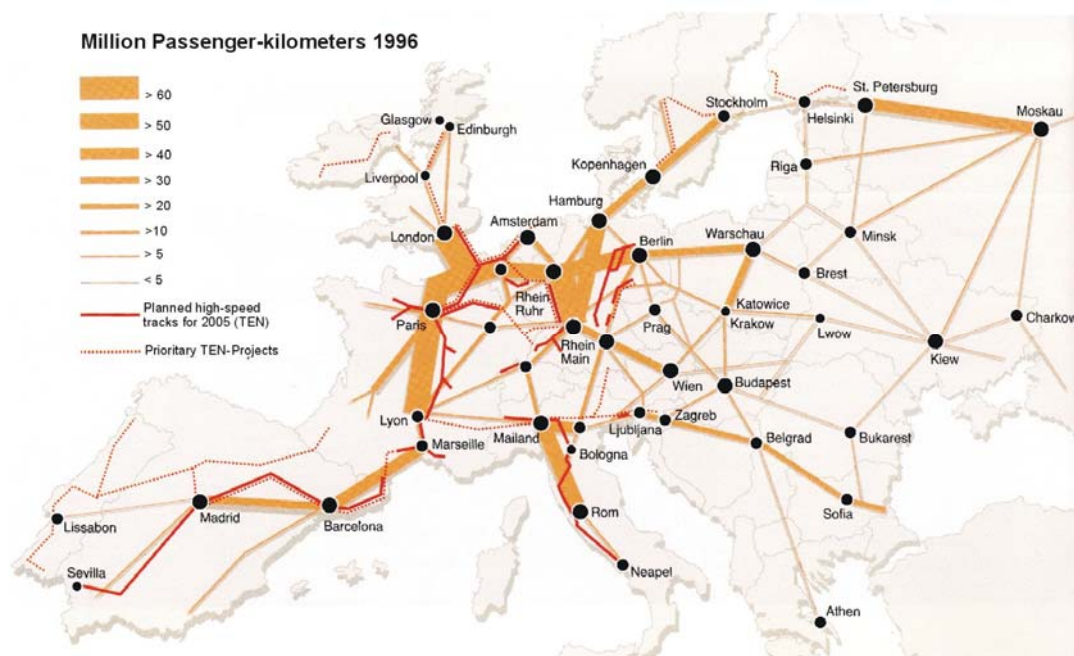 Million Passenger-kilometers 1996
> 60
> 50
> 40
> 30
> 20
>10
> 5
< 5
Planned high-speed
tracks for 2005 (TEN)
Prioritary TEN-Projects
Glasgow
Edinburgh
Liverpool
London
Amsterdam
Hamburg
Kopenhagen
Stockholm
Helsinki
St. Petersburg
Moskau
Riga
Minsk
Warschau
Berlin
Brest
Rhein
Ruhr
Paris
Rhein
Main
Prag
Katowice
Krakow
Lwow
Kiew
Charkow
Wien
Budapest
Lyon
Marseille
Mailand
Bologna
Ljubljana
Zagreb
Belgrad
Bukarest
Sofia
Lissabon
Madrid
Barcelona
Sevilla
Rom
Neapel
Athen